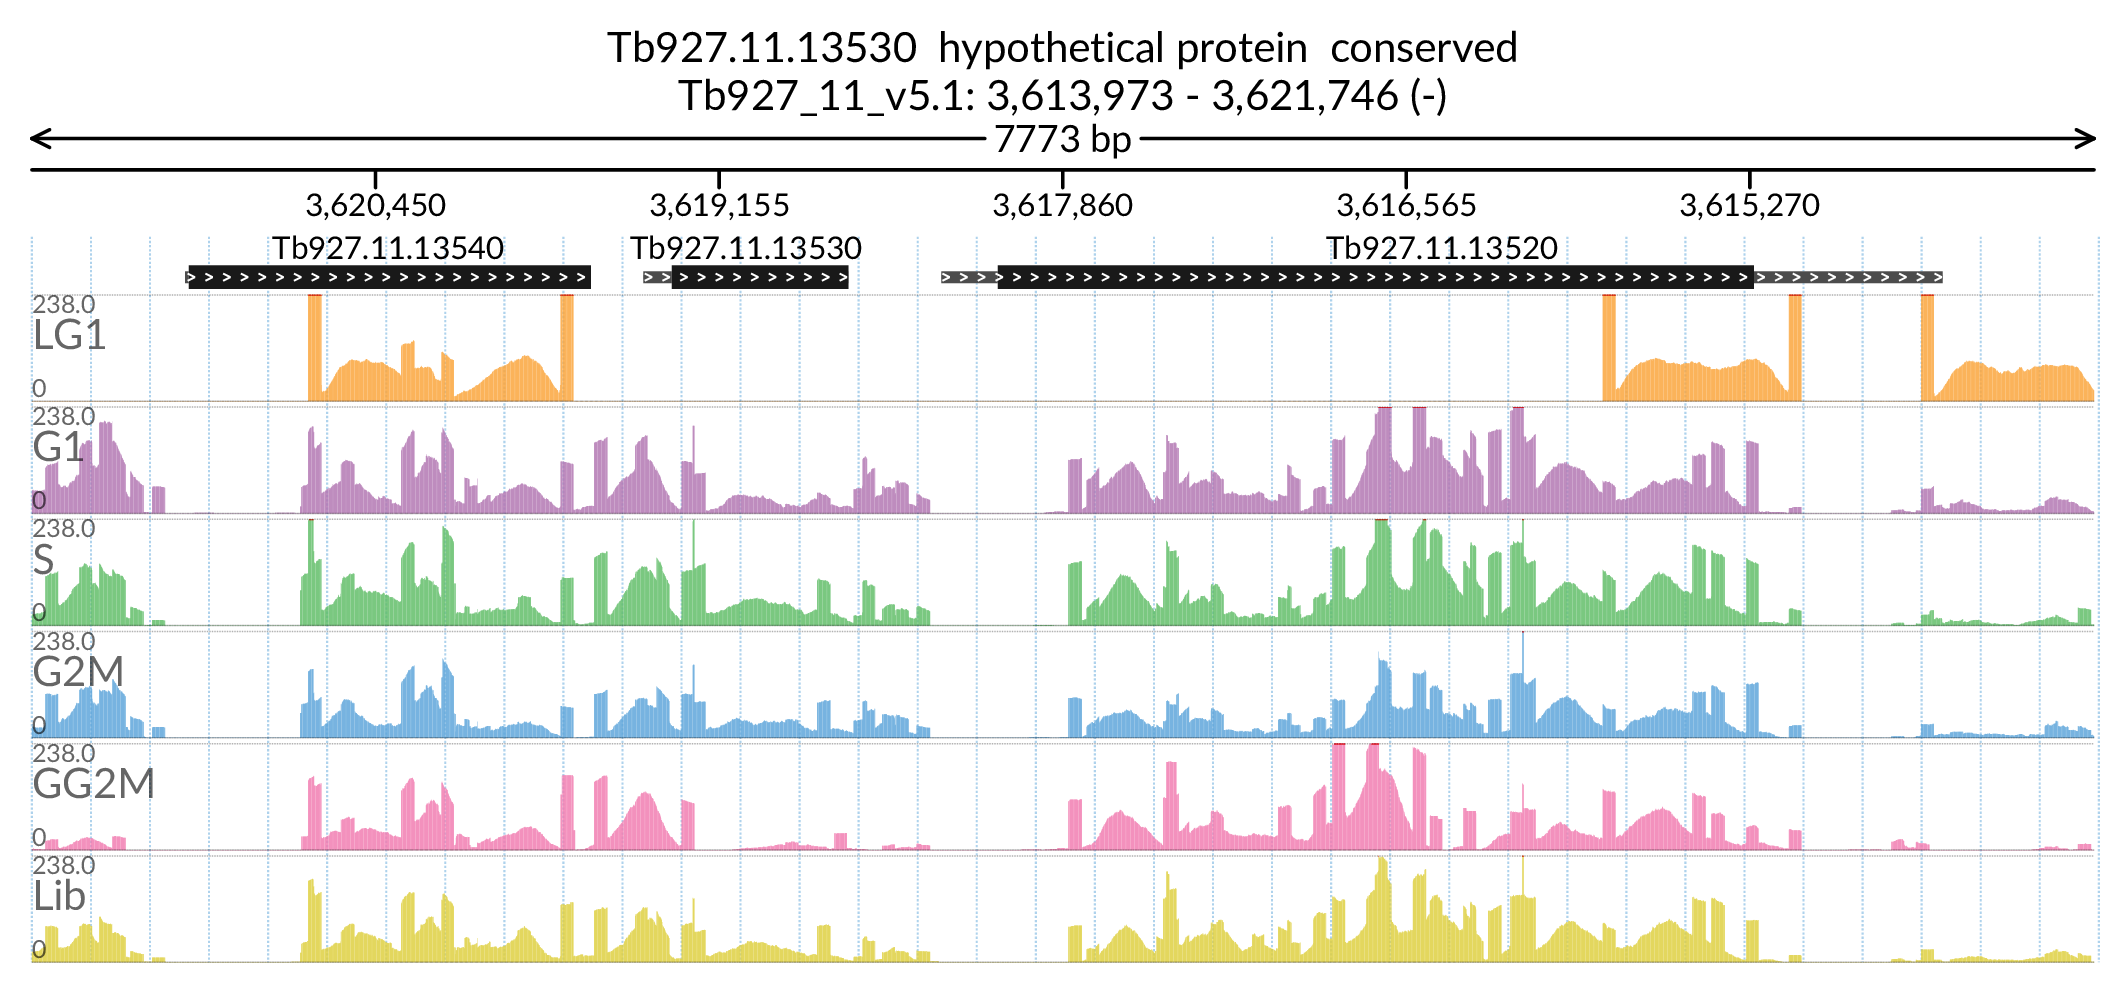 Tb927.11.13530  hypothetical protein  conserved
Tb927_11_v5.1: 3,613,973 - 3,621,746 (-)
7773 bp
3,620,450 3,619,155 3,617,860 3,616,565 3,615,270
Tb927.11.13540 Tb927.11.13530 Tb927.11.13520
238.0
LG1
0
238.0
G1
0
238.0
S
0
238.0
G2M
0
238.0
GG2M
0
238.0
Lib
0